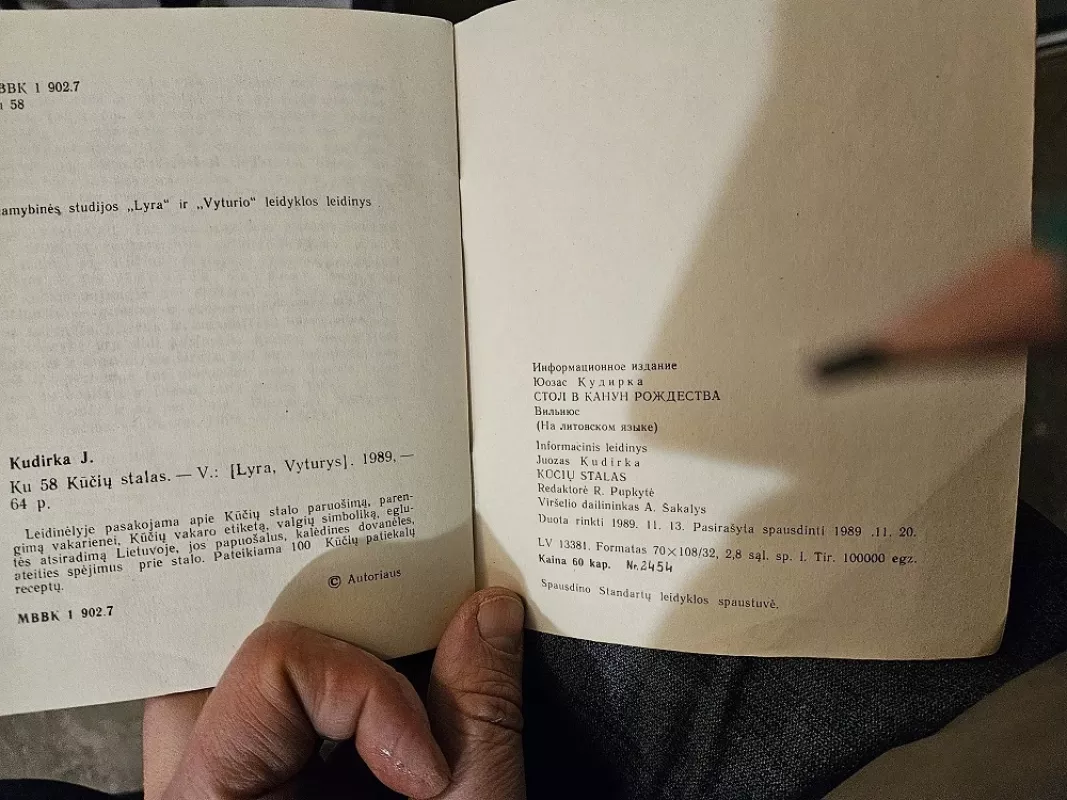 BBK 1 902.7
58
amybinės studijos „Lyra“ ir „Vyturio“ leidyklos leidinys
Kudirka J.
Ku 58 Kūčių stalas. — V.: [Lyra, Vyturys]. 1989. —
64 p.
Leidinėlyje pasakojama apie Kūčių stalo paruošimą, paren-
gimą vakarienei, Kūčių vakaro etiketą, valgių simboliką, eglu-
tės atsiradimą Lietuvoje, jos papuošalus, kalėdines dovanėles,
ateities spėjimus prie stalo. Pateikiama 100 Kūčių patiekalų
receptų.
© Autoriaus
MBBK 1 902.7
Информационное издание
Юозас Кудирка
СТОЛ В КАНУН РОЖДЕСТВА
Вильнюс
(На литовском языке)
Informacinis leidinys
Juozas Kudirka
KŪČIŲ STALAS
Redaktorė R. Pupkytė
Viršelio dailininkas A. Šakalys
Duota rinkti 1989. 11. 13. Pasirašyta spausdinti 1989 .11. 20.
LV 13381. Formatas 70×108/32, 2,8 sąl. sp. l. Tir. 100000 egz.
Kaina 60 kap. Nr. 2454
Spausdino Standartų leidyklos spaustuvė.